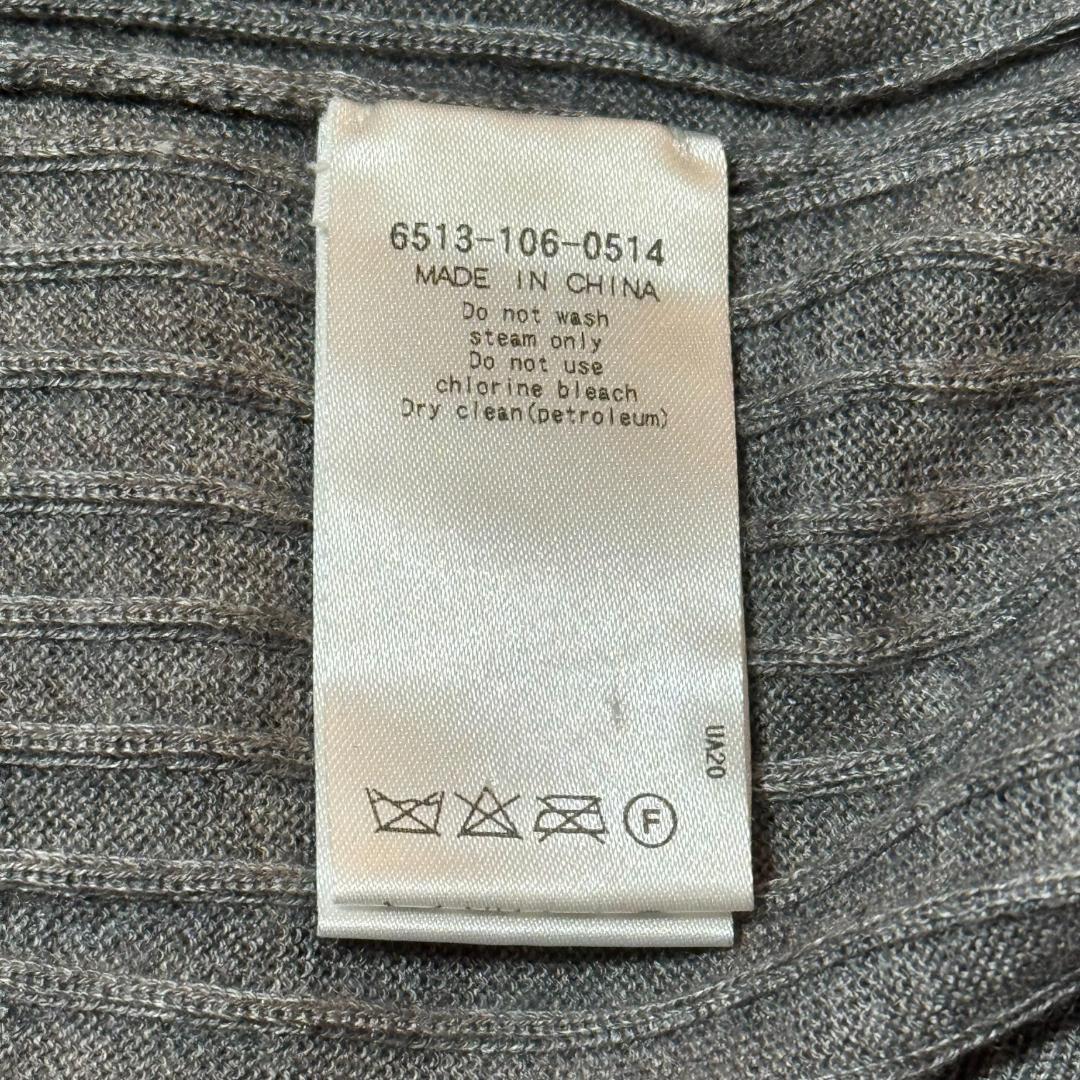 6513-106-0514
MADE IN CHINA
Do not wash
steam only
Do not use
chlorine bleach
Dry clean(petroleum)
UA20
F